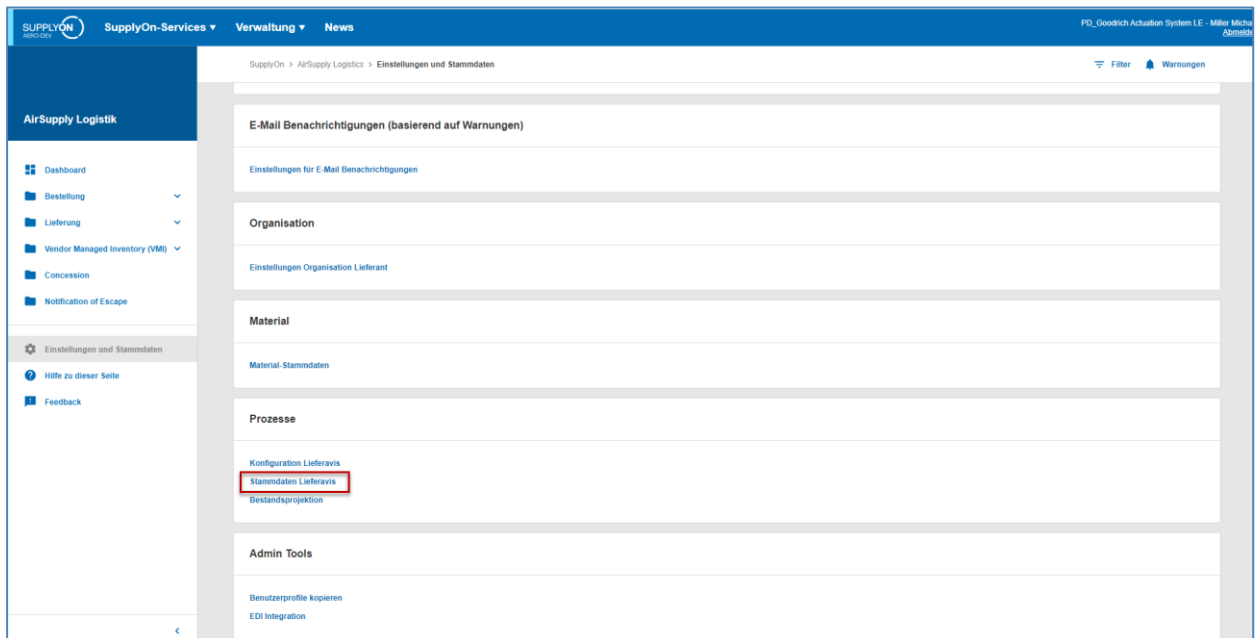 SUPPLYON
AERO-DEV
SupplyOn-Services
Verwaltung
News
PD_Goodrich Actuation System LE - Miller Micha
Abmelde
SupplyOn > AirSupply Logistics > Einstellungen und Stammdaten
Filter
Warnungen
AirSupply Logistik
Dashboard
Bestellung
Lieferung
Vendor Managed Inventory (VMI)
Concession
Notification of Escape
Einstellungen und Stammdaten
Hilfe zu dieser Seite
Feedback
E-Mail Benachrichtigungen (basierend auf Warnungen)
Einstellungen für E-Mail Benachrichtigungen
Organisation
Einstellungen Organisation Lieferant
Material
Material-Stammdaten
Prozesse
Konfiguration Lieferavis
Stammdaten Lieferavis
Bestandsprojektion
Admin Tools
Benutzerprofile kopieren
EDI Integration